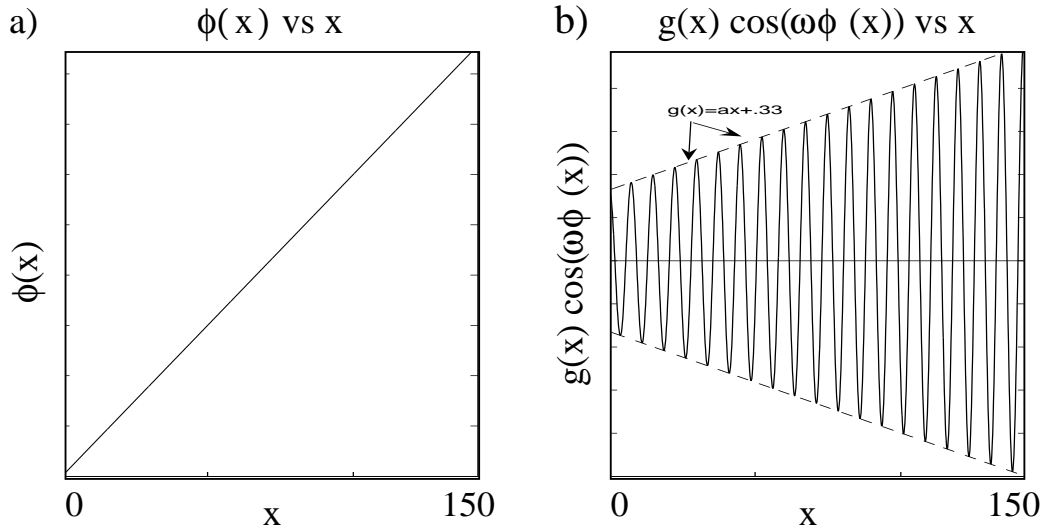 a)
ϕ(x) vs x
ϕ(x)
0
150
x
b)
g(x) cos(ωϕ (x)) vs x
g(x)=ax+.33
g(x) cos(ωϕ (x))
0
150
x